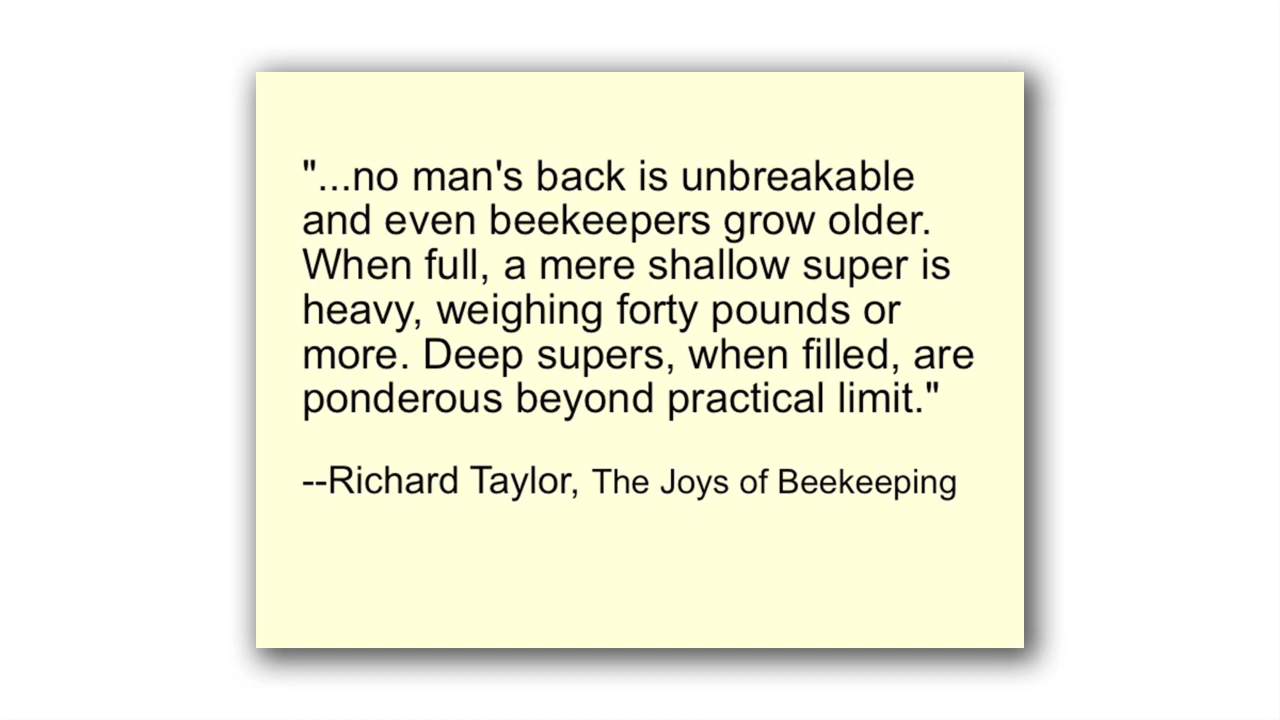 "...no man's back is unbreakable
and even beekeepers grow older.
When full, a mere shallow super is
heavy, weighing forty pounds or
more. Deep supers, when filled, are
ponderous beyond practical limit."
--Richard Taylor, The Joys of Beekeeping